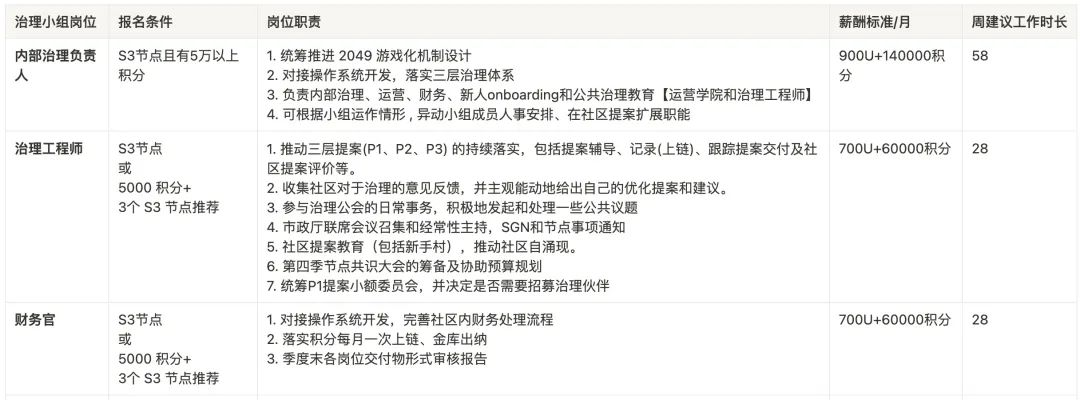 治理小组岗位 报名条件 岗位职责 薪酬标准/月 周建议工作时长
内部治理负责人 S3节点且有5万以上积分
1. 统筹推进 2049 游戏化机制设计
2. 对接操作系统开发，落实三层治理体系
3. 负责内部治理、运营、财务、新人onboarding和公共治理教育【运营学院和治理工程师】
4. 可根据小组运作情形 , 异动小组成员人事安排、在社区提案扩展职能
900U+140000积分 58
治理工程师
S3节点
或
5000 积分+
3个 S3 节点推荐
1. 推动三层提案(P1、P2、P3) 的持续落实，包括提案辅导、记录(上链)、跟踪提案交付及社区提案评价等。
2. 收集社区对于治理的意见反馈，并主观能动地给出自己的优化提案和建议。
3. 参与治理公会的日常事务，积极地发起和处理一些公共议题
4. 市政厅联席会议召集和经常性主持，SGN和节点事项通知
5. 社区提案教育（包括新手村），推动社区自涌现。
6. 第四季节点共识大会的筹备及协助预算规划
7. 统筹P1提案小额委员会，并决定是否需要招募治理伙伴
700U+60000积分 28
财务官
S3节点
或
5000 积分+
3个 S3 节点推荐
1. 对接操作系统开发，完善社区内财务处理流程
2. 落实积分每月一次上链、金库出纳
3. 季度末各岗位交付物形式审核报告
700U+60000积分 28